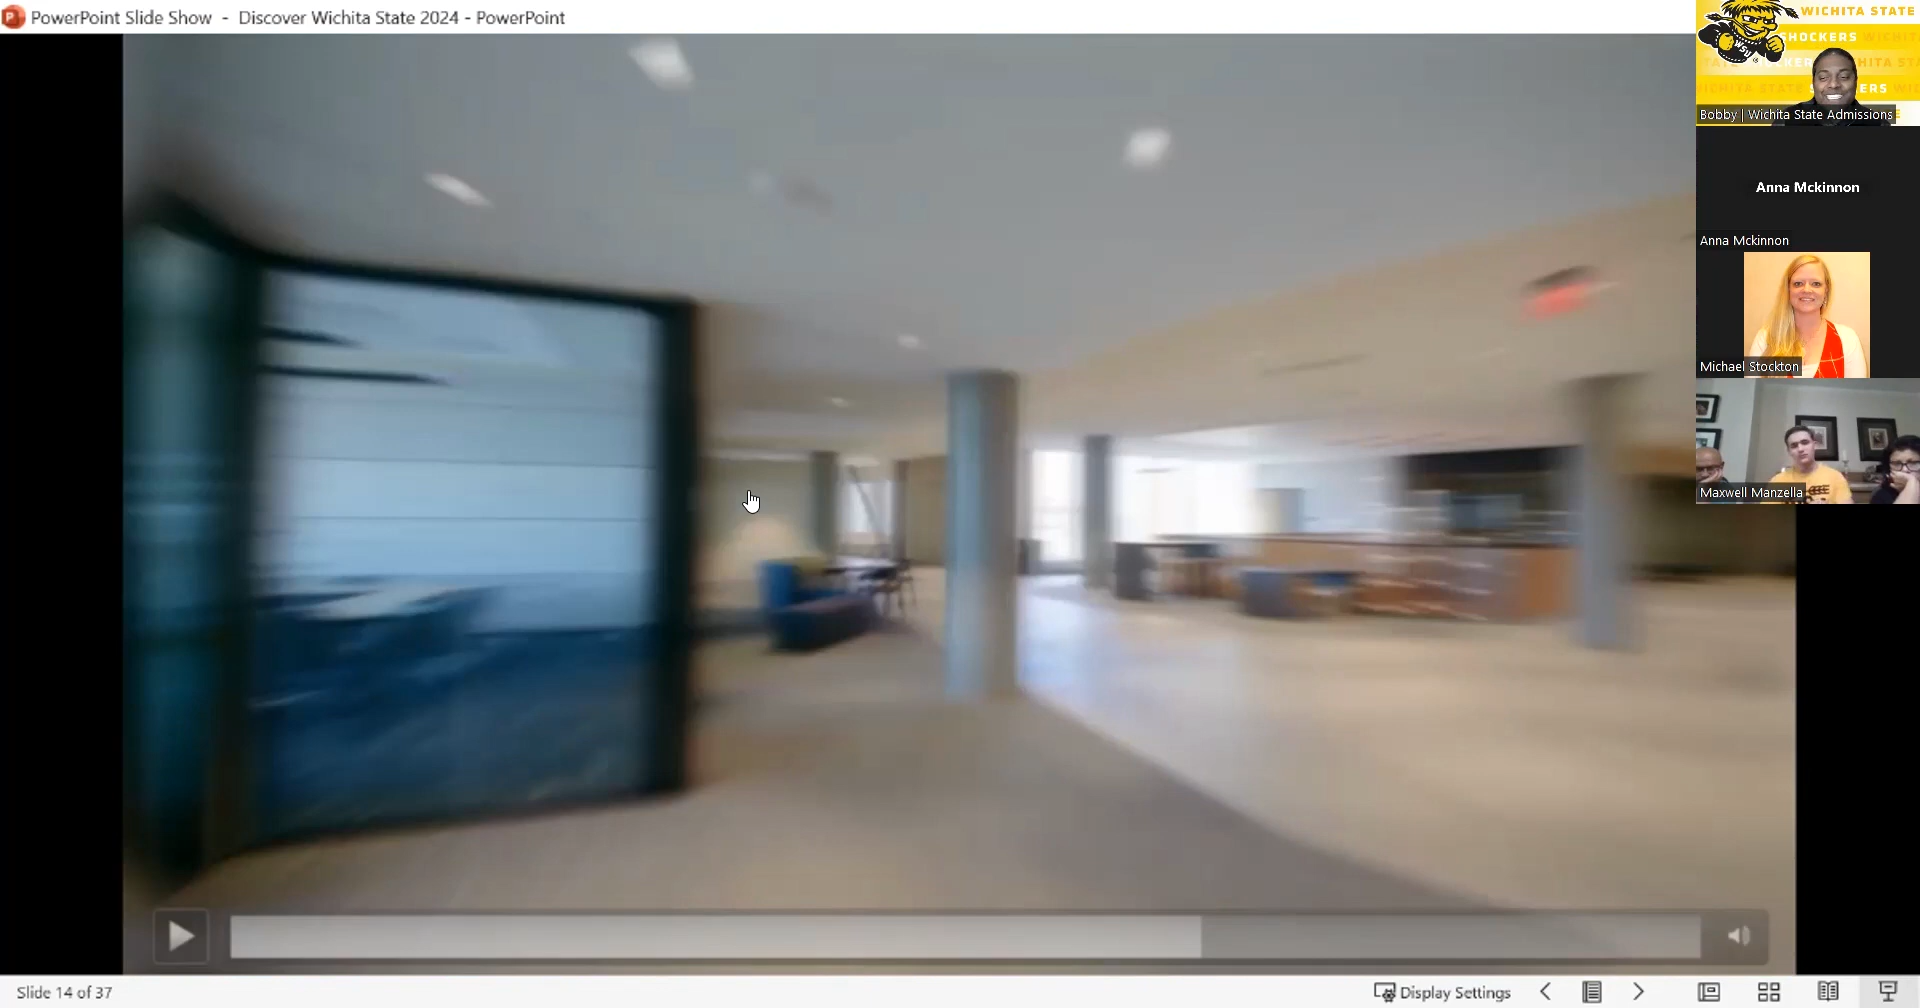 PowerPoint Slide Show - Discover Wichita State 2024 - PowerPoint
WICHITA STATE
SHOCKERS
WSU
Bobby | Wichita State Admissions
Anna Mckinnon
Anna Mckinnon
Michael Stockton
Maxwell Manzella
Slide 14 of 37
Display Settings